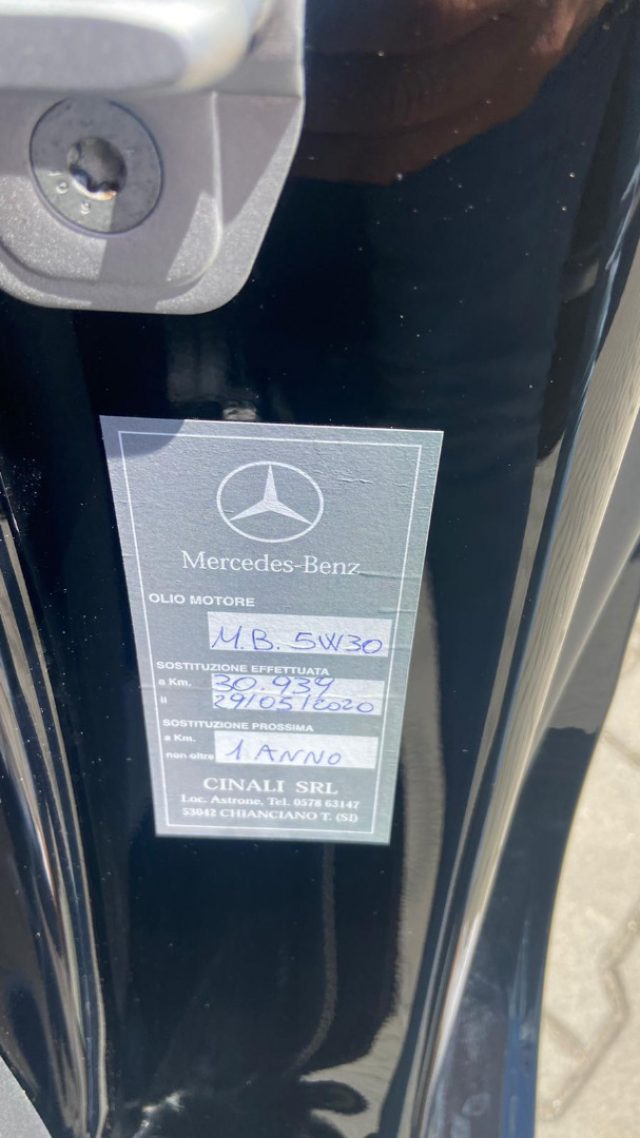 Mercedes-Benz
OLIO MOTORE
M.B. 5W30
SOSTITUZIONE EFFETTUATA
a Km. 30.939
il 29/05/2020
SOSTITUZIONE PROSSIMA
a Km.
non oltre 1 ANNO
CINALI SRL
Loc. Astrone, Tel. 0578 63147
53042 CHIANCIANO T. (SI)